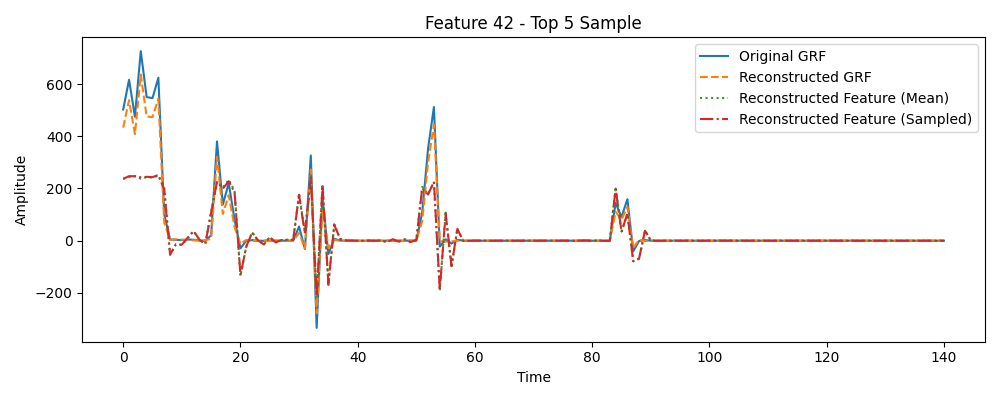 Feature 42 - Top 5 Sample
Original GRF
Reconstructed GRF
Reconstructed Feature (Mean)
Reconstructed Feature (Sampled)
Amplitude
600
400
200
0
−200
0 20 40 60 80 100 120 140
Time